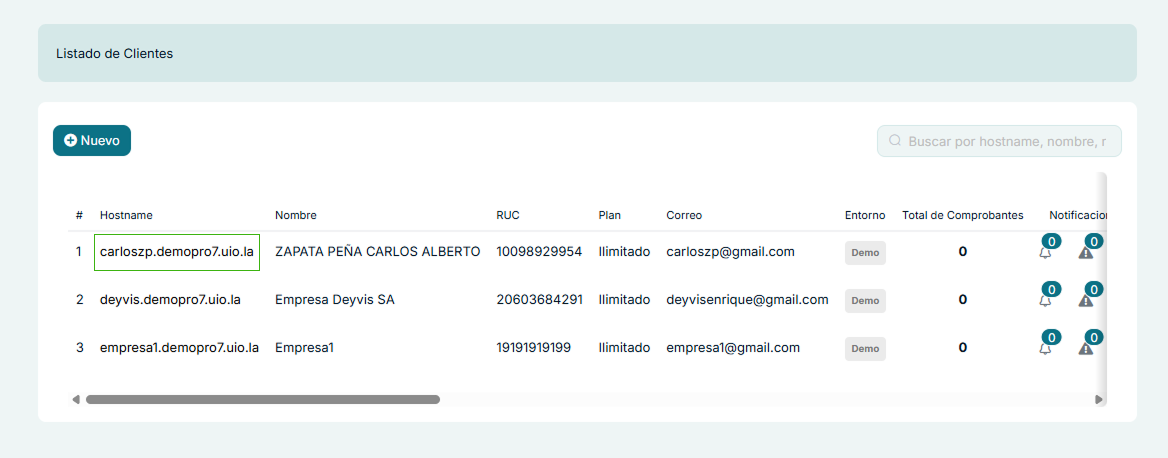 Listado de Clientes
Nuevo
Buscar por hostname, nombre, r
# Hostname Nombre RUC Plan Correo Entorno Total de Comprobantes Notificacion
1 carloszp.demopro7.uio.la ZAPATA PEÑA CARLOS ALBERTO 10098929954 Ilimitado carloszp@gmail.com Demo 0 0 0
2 deyvis.demopro7.uio.la Empresa Deyvis SA 20603684291 Ilimitado deyvisenrique@gmail.com Demo 0 0 0
3 empresa1.demopro7.uio.la Empresa1 19191919199 Ilimitado empresa1@gmail.com Demo 0 0 0